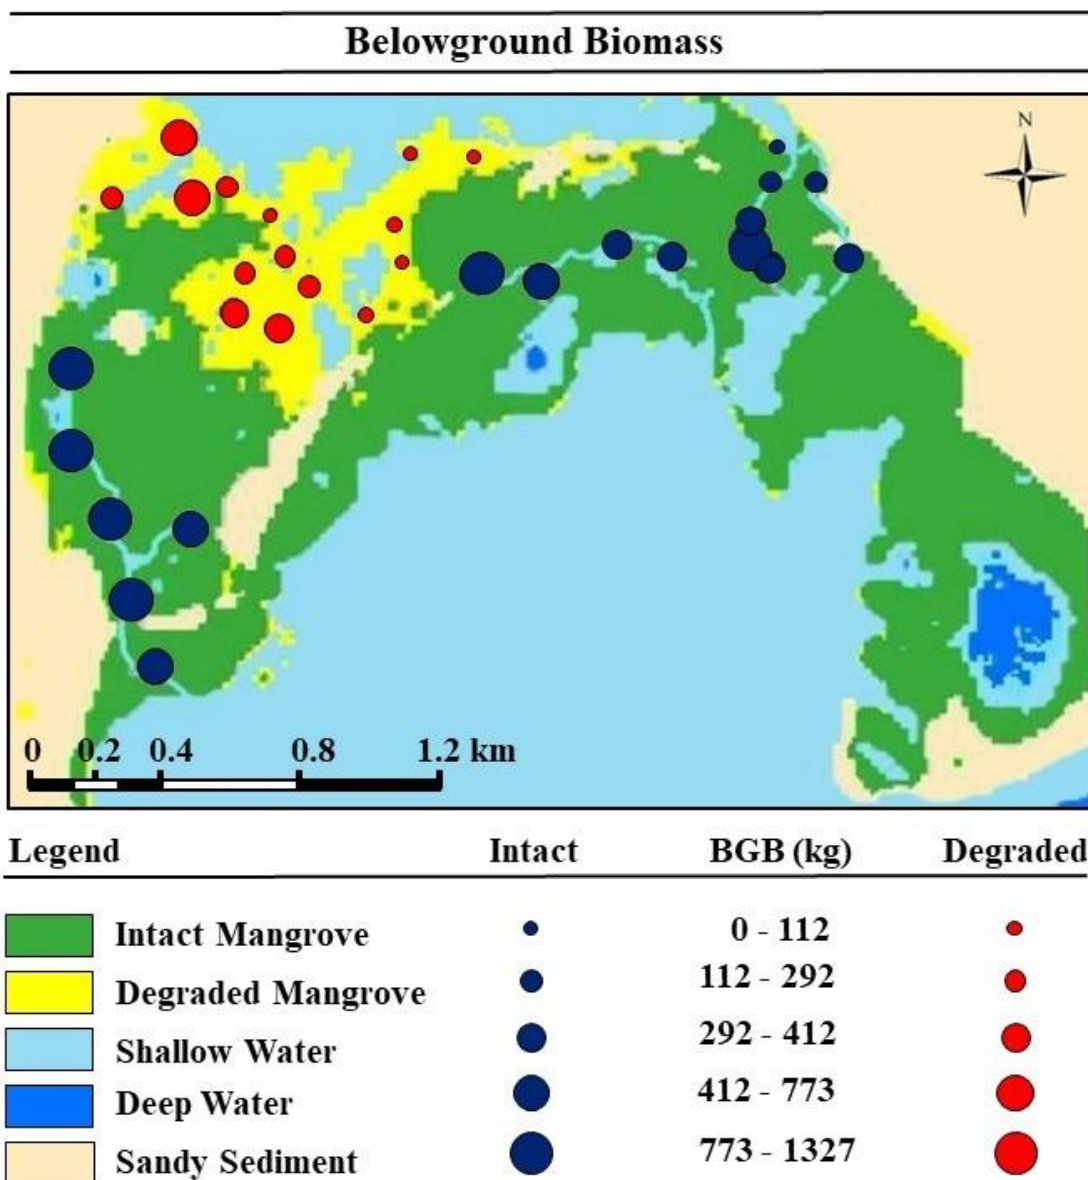 Belowground Biomass
N
0 0.2 0.4 0.8 1.2 km
Legend Intact BGB (kg) Degraded
Intact Mangrove 0 - 112
Degraded Mangrove 112 - 292
Shallow Water 292 - 412
Deep Water 412 - 773
Sandy Sediment 773 - 1327